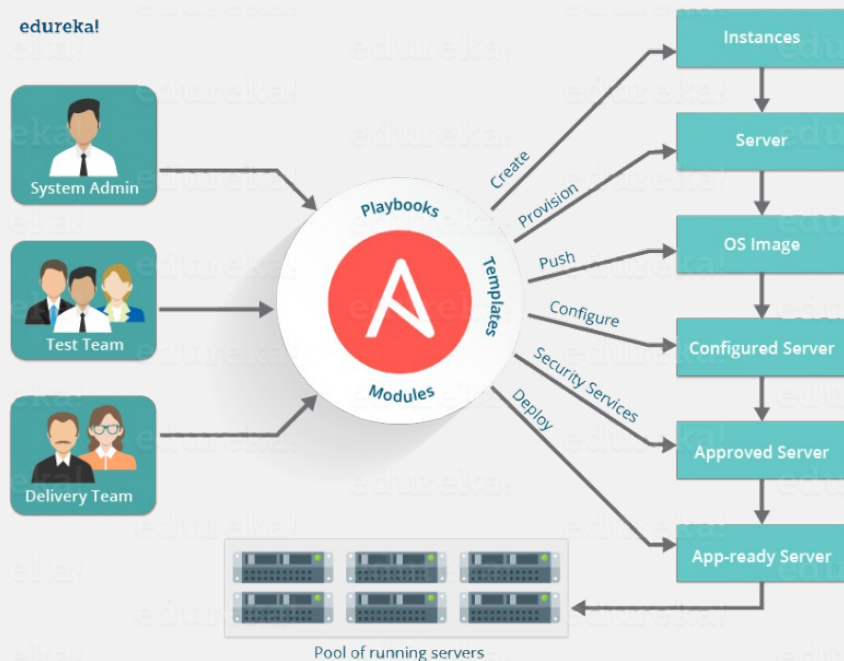 edureka!
System Admin
Test Team
Delivery Team
Playbooks
Templates
Modules
Create
Provision
Push
Configure
Security Services
Deploy
Instances
Server
OS Image
Configured Server
Approved Server
App-ready Server
Pool of running servers